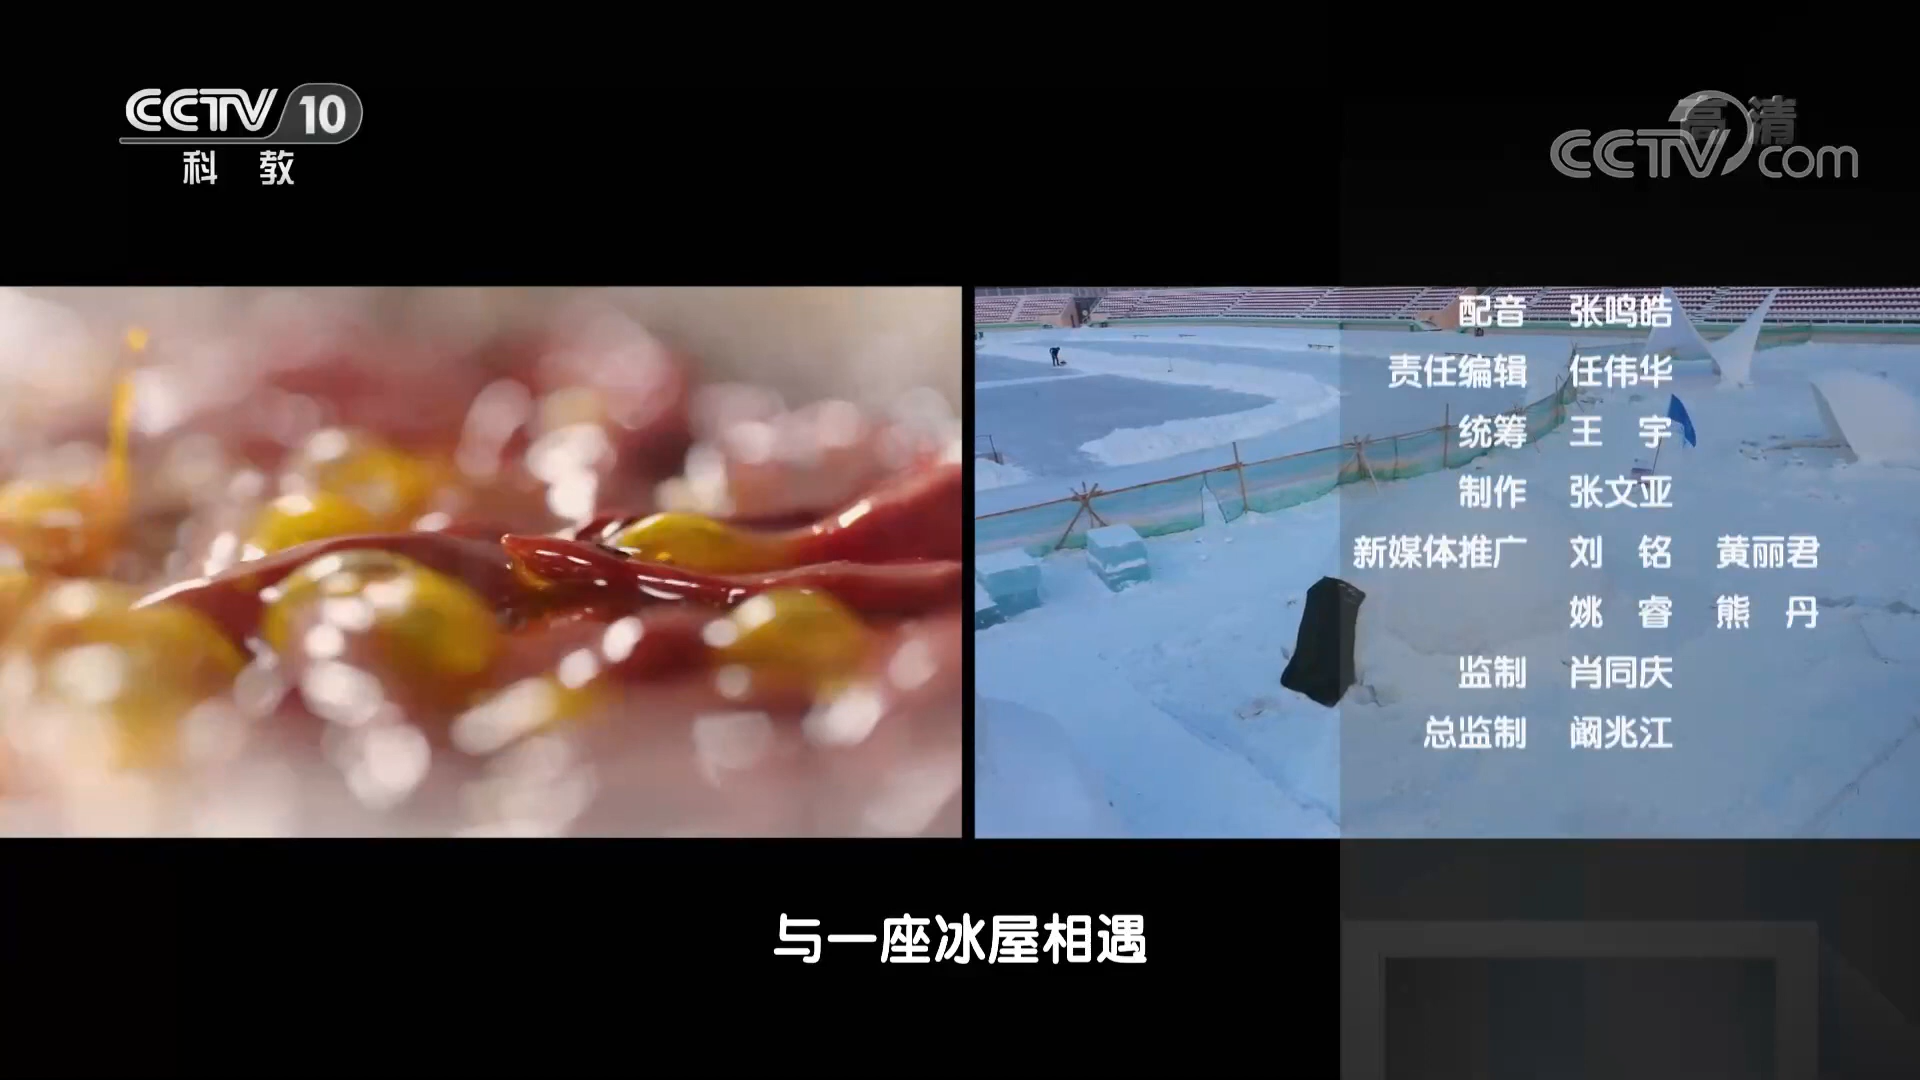 CCTV 10
科 教
高清
CCTV com
配音 张鸣皓
责任编辑 任伟华
统筹 王 宇
制作 张文亚
新媒体推广 刘 铭 黄丽君
姚 睿 熊 丹
监制 肖同庆
总监制 阚兆江
与一座冰屋相遇